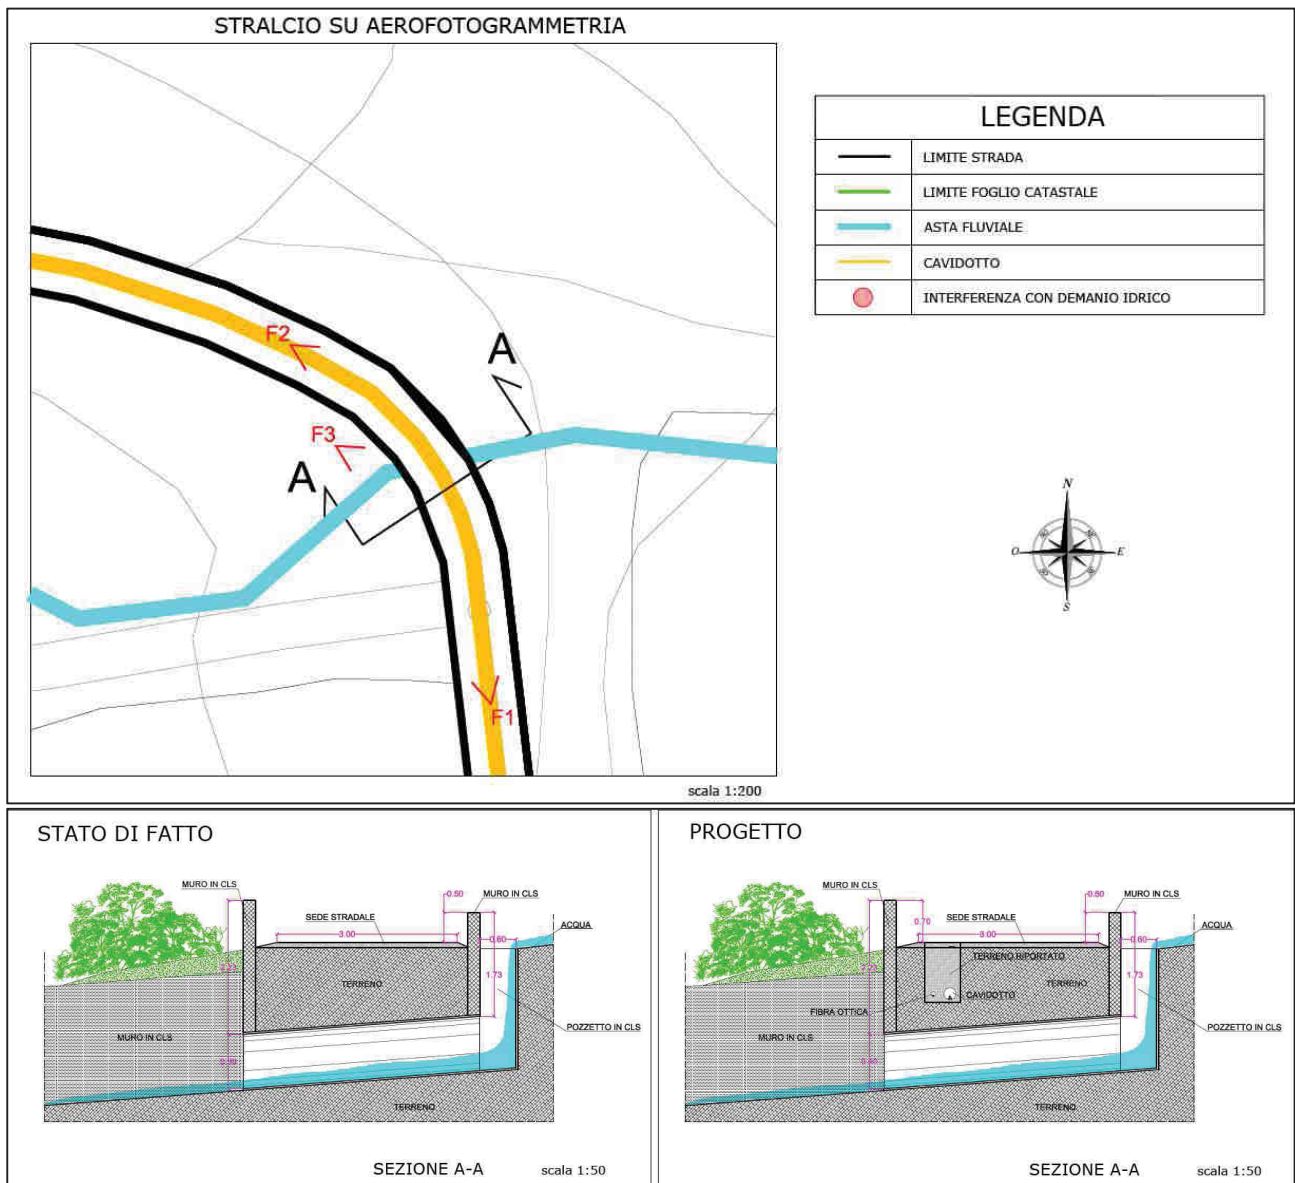 STRALCIO SU AEROFOTOGRAMMETRIA
LEGENDA
LIMITE STRADA
LIMITE FOGLIO CATASTALE
ASTA FLUVIALE
CAVIDOTTO
INTERFERENZA CON DEMANIO IDRICO
F2
A
F3
A
F1
N
O
E
S
scala 1:200
STATO DI FATTO
MURO IN CLS
0.50
MURO IN CLS
SEDE STRADALE
3.00
0.60
ACQUA
1.73
TERRENO
MURO IN CLS
POZZETTO IN CLS
TERRENO
SEZIONE A-A
scala 1:50
PROGETTO
MURO IN CLS
0.50
MURO IN CLS
0.70
SEDE STRADALE
3.00
0.60
ACQUA
TERRENO RIPORTATO
1.73
TERRENO
CAVIDOTTO
FIBRA OTTICA
MURO IN CLS
POZZETTO IN CLS
TERRENO
SEZIONE A-A
scala 1:50